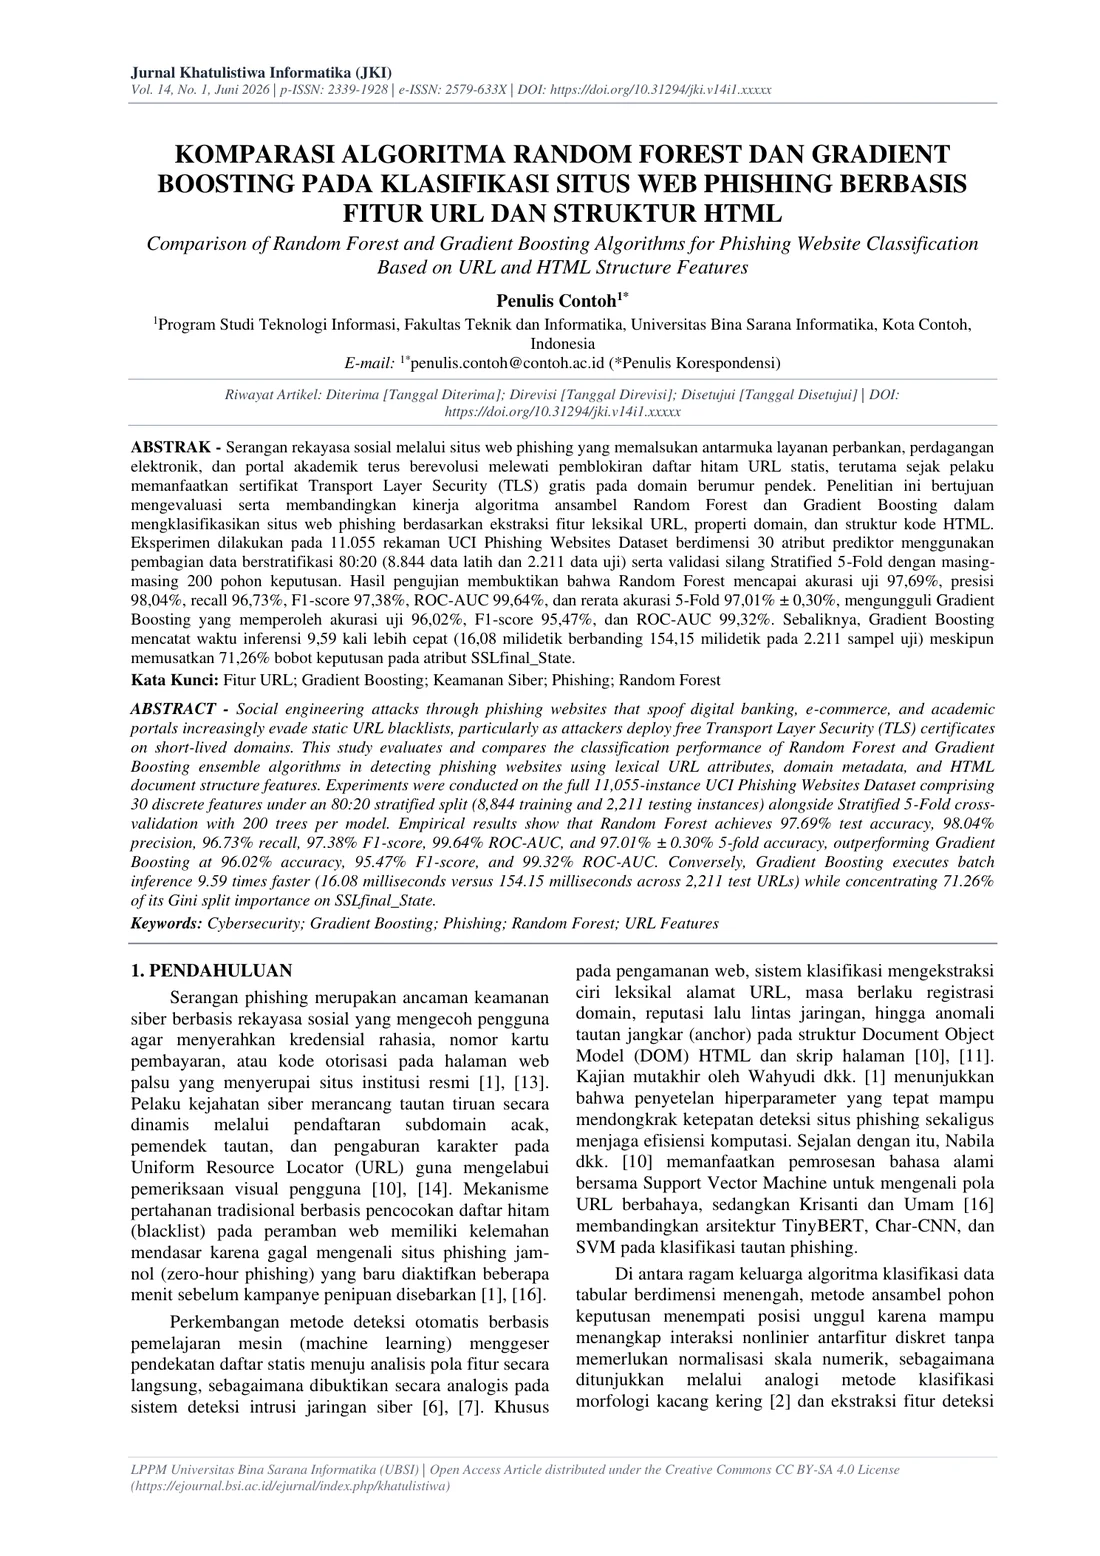 Jurnal Khatulistiwa Informatika (JKI)
Vol. 14, No. 1, Juni 2026 | p-ISSN: 2339-1928 | e-ISSN: 2579-633X | DOI: https://doi.org/10.31294/jki.v14i1.xxxxx
KOMPARASI ALGORITMA RANDOM FOREST DAN GRADIENT
BOOSTING PADA KLASIFIKASI SITUS WEB PHISHING BERBASIS
FITUR URL DAN STRUKTUR HTML
Comparison of Random Forest and Gradient Boosting Algorithms for Phishing Website Classification
Based on URL and HTML Structure Features
Penulis Contoh1*
1Program Studi Teknologi Informasi, Fakultas Teknik dan Informatika, Universitas Bina Sarana Informatika, Kota Contoh,
Indonesia
E-mail: 1*penulis.contoh@contoh.ac.id (*Penulis Korespondensi)
Riwayat Artikel: Diterima [Tanggal Diterima]; Direvisi [Tanggal Direvisi]; Disetujui [Tanggal Disetujui] | DOI:
https://doi.org/10.31294/jki.v14i1.xxxxx
ABSTRAK - Serangan rekayasa sosial melalui situs web phishing yang memalsukan antarmuka layanan perbankan, perdagangan
elektronik, dan portal akademik terus berevolusi melewati pemblokiran daftar hitam URL statis, terutama sejak pelaku
memanfaatkan sertifikat Transport Layer Security (TLS) gratis pada domain berumur pendek. Penelitian ini bertujuan
mengevaluasi serta membandingkan kinerja algoritma ansambel Random Forest dan Gradient Boosting dalam
mengklasifikasikan situs web phishing berdasarkan ekstraksi fitur leksikal URL, properti domain, dan struktur kode HTML.
Eksperimen dilakukan pada 11.055 rekaman UCI Phishing Websites Dataset berdimensi 30 atribut prediktor menggunakan
pembagian data berstratifikasi 80:20 (8.844 data latih dan 2.211 data uji) serta validasi silang Stratified 5-Fold dengan masing-
masing 200 pohon keputusan. Hasil pengujian membuktikan bahwa Random Forest mencapai akurasi uji 97,69%, presisi
98,04%, recall 96,73%, F1-score 97,38%, ROC-AUC 99,64%, dan rerata akurasi 5-Fold 97,01% ± 0,30%, mengungguli Gradient
Boosting yang memperoleh akurasi uji 96,02%, F1-score 95,47%, dan ROC-AUC 99,32%. Sebaliknya, Gradient Boosting
mencatat waktu inferensi 9,59 kali lebih cepat (16,08 milidetik berbanding 154,15 milidetik pada 2.211 sampel uji) meskipun
memusatkan 71,26% bobot keputusan pada atribut SSLfinal_State.
Kata Kunci: Fitur URL; Gradient Boosting; Keamanan Siber; Phishing; Random Forest
ABSTRACT - Social engineering attacks through phishing websites that spoof digital banking, e-commerce, and academic
portals increasingly evade static URL blacklists, particularly as attackers deploy free Transport Layer Security (TLS) certificates
on short-lived domains. This study evaluates and compares the classification performance of Random Forest and Gradient
Boosting ensemble algorithms in detecting phishing websites using lexical URL attributes, domain metadata, and HTML
document structure features. Experiments were conducted on the full 11,055-instance UCI Phishing Websites Dataset comprising
30 discrete features under an 80:20 stratified split (8,844 training and 2,211 testing instances) alongside Stratified 5-Fold cross-
validation with 200 trees per model. Empirical results show that Random Forest achieves 97.69% test accuracy, 98.04%
precision, 96.73% recall, 97.38% F1-score, 99.64% ROC-AUC, and 97.01% ± 0.30% 5-fold accuracy, outperforming Gradient
Boosting at 96.02% accuracy, 95.47% F1-score, and 99.32% ROC-AUC. Conversely, Gradient Boosting executes batch
inference 9.59 times faster (16.08 milliseconds versus 154.15 milliseconds across 2,211 test URLs) while concentrating 71.26%
of its Gini split importance on SSLfinal_State.
Keywords: Cybersecurity; Gradient Boosting; Phishing; Random Forest; URL Features
1. PENDAHULUAN
Serangan phishing merupakan ancaman keamanan
siber berbasis rekayasa sosial yang mengecoh pengguna
agar menyerahkan kredensial rahasia, nomor kartu
pembayaran, atau kode otorisasi pada halaman web
palsu yang menyerupai situs institusi resmi [1], [13].
Pelaku kejahatan siber merancang tautan tiruan secara
dinamis melalui pendaftaran subdomain acak,
pemendek tautan, dan pengaburan karakter pada
Uniform Resource Locator (URL) guna mengelabui
pemeriksaan visual pengguna [10], [14]. Mekanisme
pertahanan tradisional berbasis pencocokan daftar hitam
(blacklist) pada peramban web memiliki kelemahan
mendasar karena gagal mengenali situs phishing jam-
nol (zero-hour phishing) yang baru diaktifkan beberapa
menit sebelum kampanye penipuan disebarkan [1], [16].
Perkembangan metode deteksi otomatis berbasis
pemelajaran mesin (machine learning) menggeser
pendekatan daftar statis menuju analisis pola fitur secara
langsung, sebagaimana dibuktikan secara analogis pada
sistem deteksi intrusi jaringan siber [6], [7]. Khusus
pada pengamanan web, sistem klasifikasi mengekstraksi
ciri leksikal alamat URL, masa berlaku registrasi
domain, reputasi lalu lintas jaringan, hingga anomali
tautan jangkar (anchor) pada struktur Document Object
Model (DOM) HTML dan skrip halaman [10], [11].
Kajian mutakhir oleh Wahyudi dkk. [1] menunjukkan
bahwa penyetelan hiperparameter yang tepat mampu
mendongkrak ketepatan deteksi situs phishing sekaligus
menjaga efisiensi komputasi. Sejalan dengan itu, Nabila
dkk. [10] memanfaatkan pemrosesan bahasa alami
bersama Support Vector Machine untuk mengenali pola
URL berbahaya, sedangkan Krisanti dan Umam [16]
membandingkan arsitektur TinyBERT, Char-CNN, dan
SVM pada klasifikasi tautan phishing.
Di antara ragam keluarga algoritma klasifikasi data
tabular berdimensi menengah, metode ansambel pohon
keputusan menempati posisi unggul karena mampu
menangkap interaksi nonlinier antarfitur diskret tanpa
memerlukan normalisasi skala numerik, sebagaimana
ditunjukkan melalui analogi metode klasifikasi
morfologi kacang kering [2] dan ekstraksi fitur deteksi
LPPM Universitas Bina Sarana Informatika (UBSI) | Open Access Article distributed under the Creative Commons CC BY-SA 4.0 License
(https://ejournal.bsi.ac.id/ejurnal/index.php/khatulistiwa)